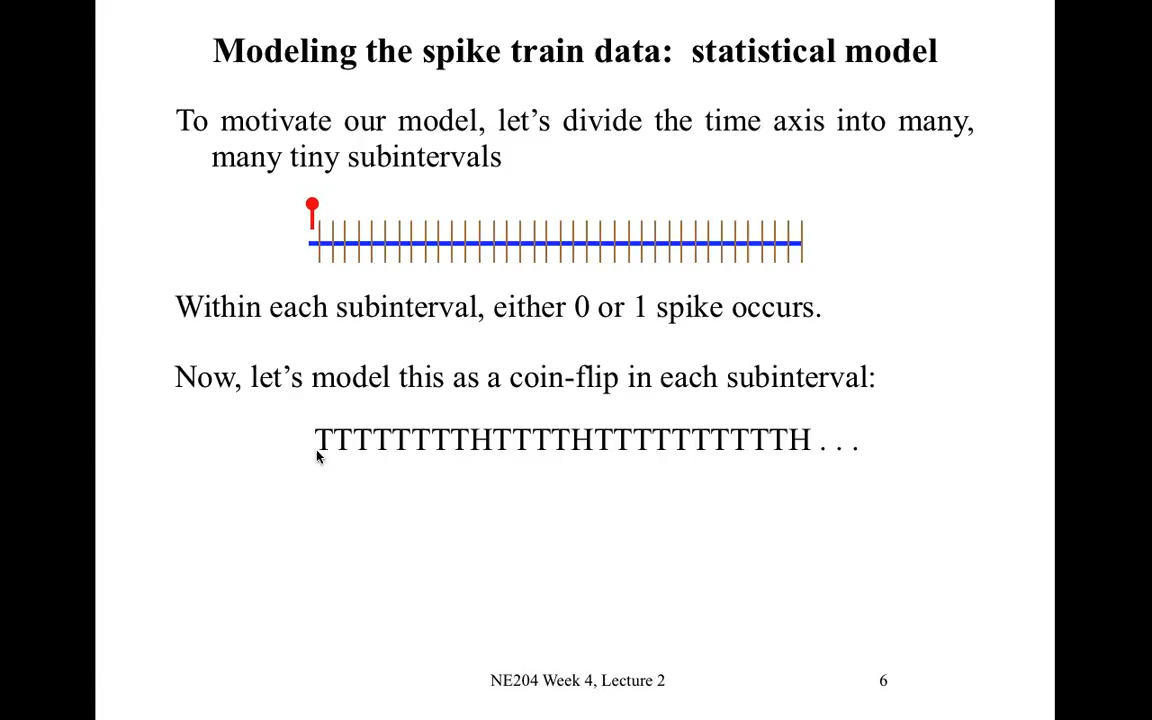 Modeling the spike train data: statistical model
To motivate our model, let's divide the time axis into many,
many tiny subintervals
Within each subinterval, either 0 or 1 spike occurs.
Now, let's model this as a coin-flip in each subinterval:
TTTTTTTTHTTTTHTTTTTTTTTTH . . .
NE204 Week 4, Lecture 2
6